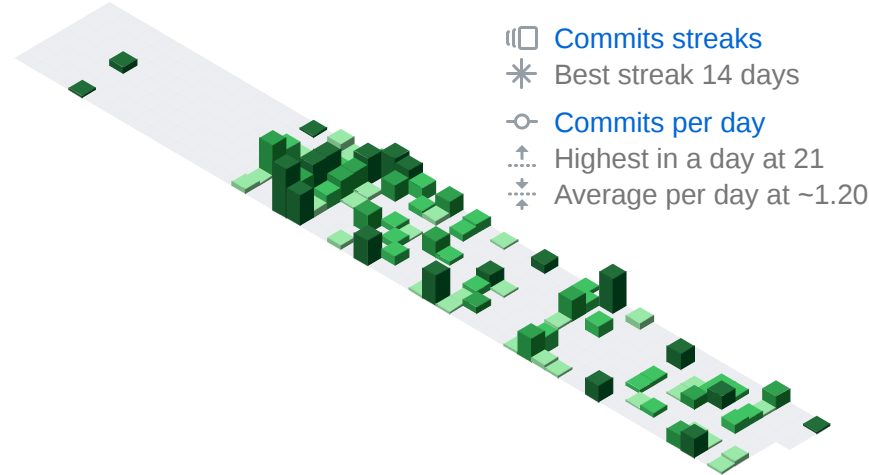 Commits streaks
Best streak 14 days
Commits per day
Highest in a day at 21
Average per day at ~1.20